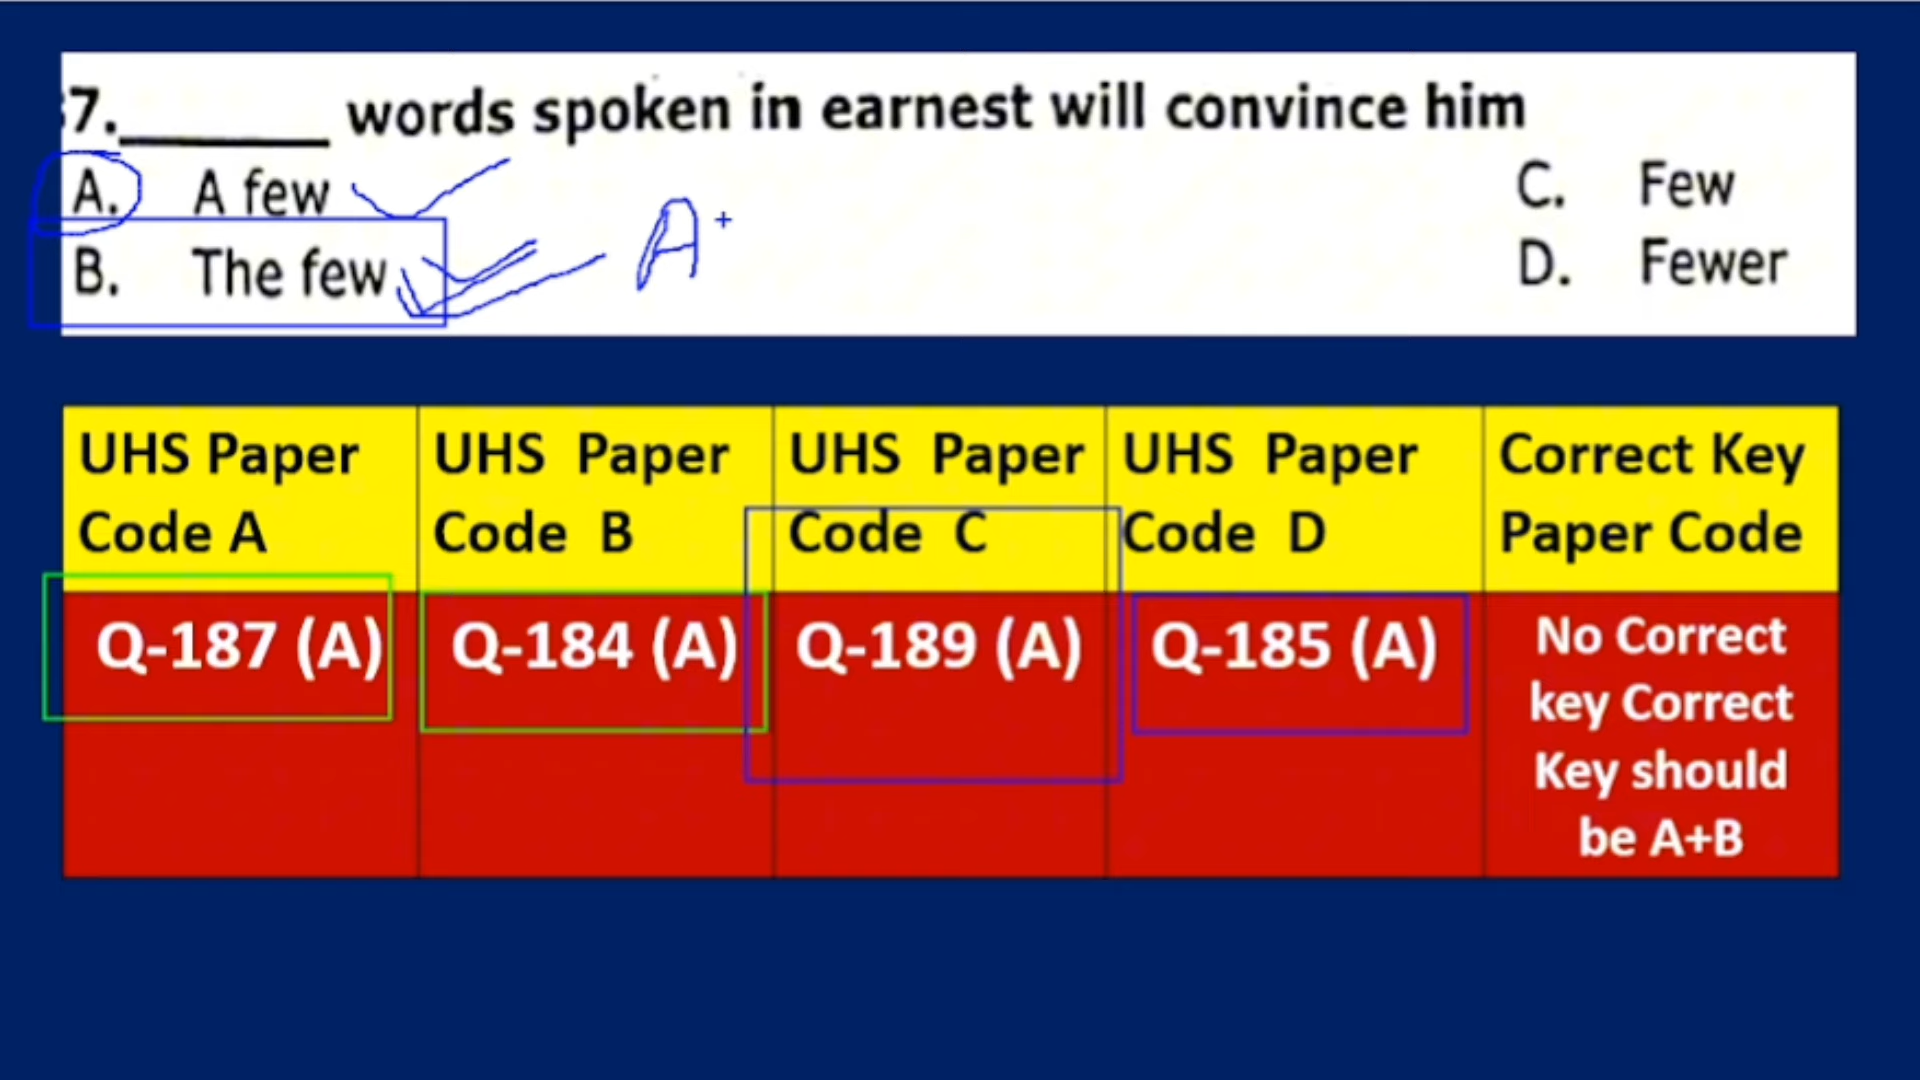 7.______ words spoken in earnest will convince him
A. A few
C. Few
B. The few
D. Fewer
A
+
UHS Paper Code A
UHS Paper Code B
UHS Paper Code C
UHS Paper Code D
Correct Key Paper Code
Q-187 (A)
Q-184 (A)
Q-189 (A)
Q-185 (A)
No Correct
key Correct
Key should
be A+B